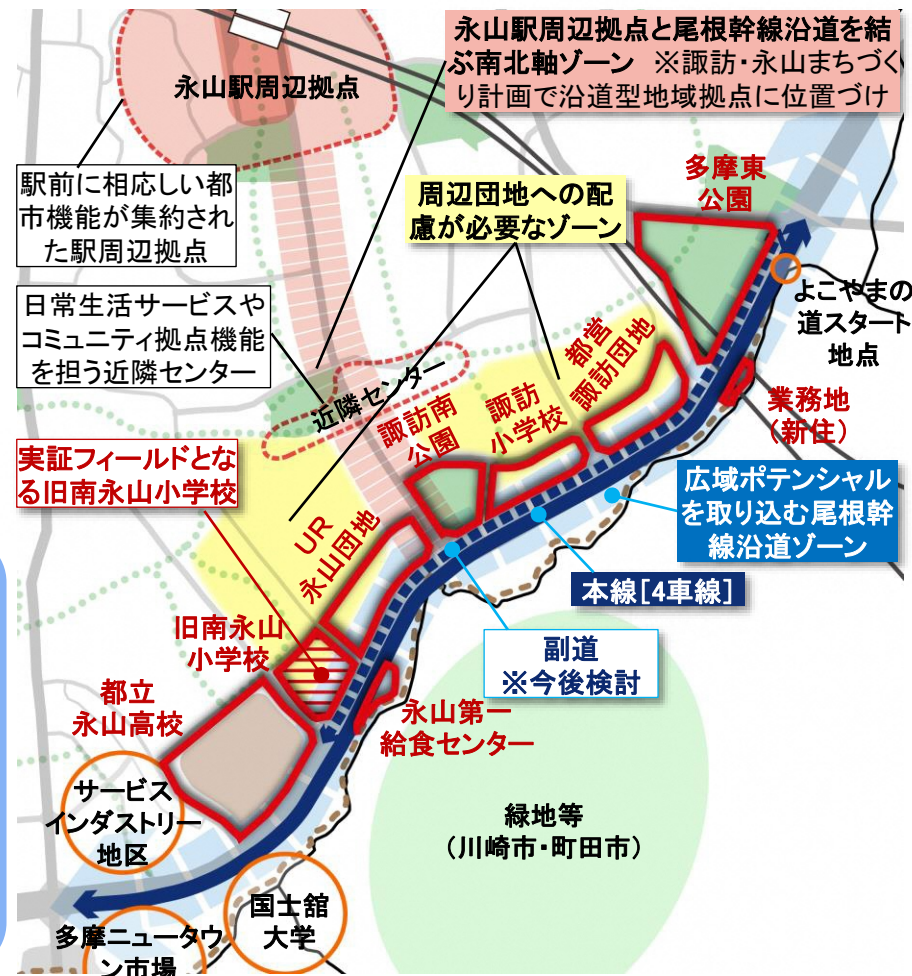 永山駅周辺拠点と尾根幹線沿道を結
ぶ南北軸ゾーン ※諏訪・永山まちづく
り計画で沿道型地域拠点に位置づけ
永山駅周辺拠点
駅前に相応しい都
市機能が集約され
た駅周辺拠点
周辺団地への配
慮が必要なゾーン
多摩東
公園
よこやまの
道スタート
地点
日常生活サービスや
コミュニティ拠点機能
を担う近隣センター
近隣センター
都営
諏訪団地
諏訪
小学校
諏訪南
公園
業務地
（新住）
実証フィールドとな
る旧南永山小学校
広域ポテンシャル
を取り込む尾根幹
線沿道ゾーン
UR
永山団地
本線［4車線］
副道
※今後検討
旧南永山
小学校
都立
永山高校
永山第一
給食センター
サービス
インダストリー
地区
緑地等
（川崎市・町田市）
国士舘
大学
多摩ニュータウ
ン市場